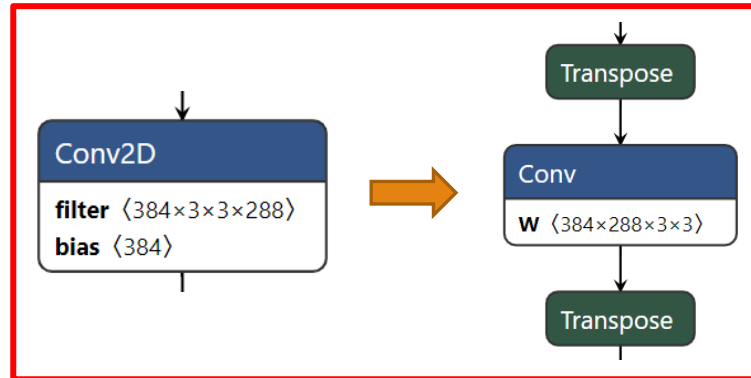 Conv2D
filter〈384×3×3×288〉
bias〈384〉
Transpose
Conv
W〈384×288×3×3〉
Transpose